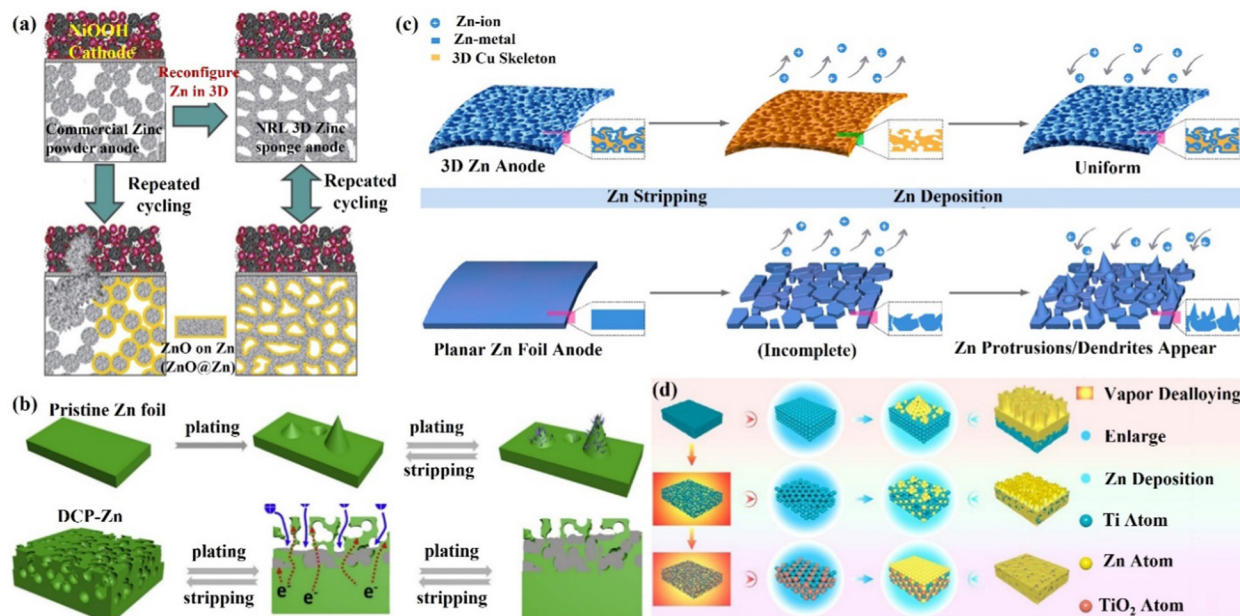 (a)
NiOOH
Cathode
Reconfigure
Zn in 3D
Commercial Zinc
powder anode
NRL 3D Zinc
sponge anode
Repeated
cycling
Repeated
cycling
ZnO on Zn
(ZnO@Zn)
(b)
Pristine Zn foil
plating
plating
stripping
DCP-Zn
plating
stripping
e-
e-
e-
e-
plating
stripping
(c)
Zn-ion
Zn-metal
3D Cu Skeleton
3D Zn Anode
Uniform
Zn Stripping
Zn Deposition
Planar Zn Foil Anode
(Incomplete)
Zn Protrusions/Dendrites Appear
(d)
Vapor Dealloying
Enlarge
Zn Deposition
Ti Atom
Zn Atom
TiO2 Atom